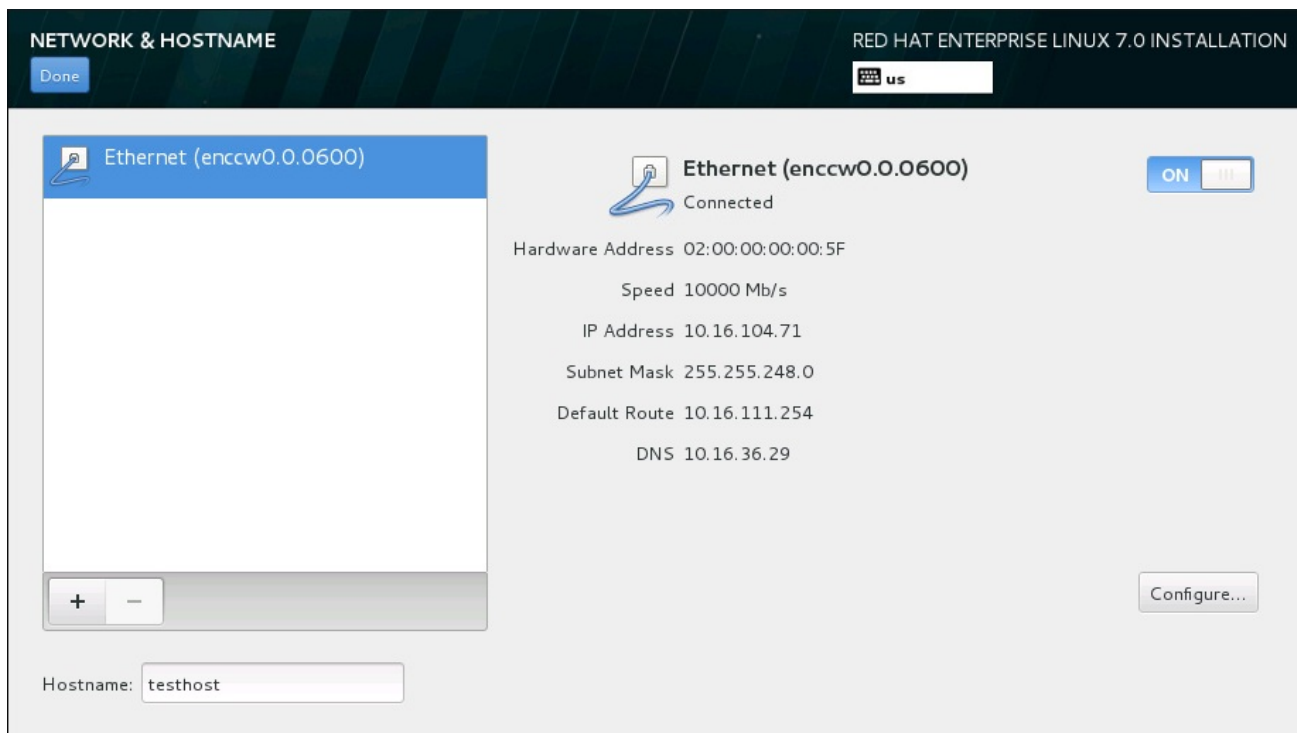 NETWORK & HOSTNAME
RED HAT ENTERPRISE LINUX 7.0 INSTALLATION
Done
us
Ethernet (enccw0.0.0600)
Ethernet (enccw0.0.0600)
ON
Connected
Hardware Address 02:00:00:00:00:5F
Speed 10000 Mb/s
IP Address 10.16.104.71
Subnet Mask 255.255.248.0
Default Route 10.16.111.254
DNS 10.16.36.29
+ −
Configure...
Hostname: testhost